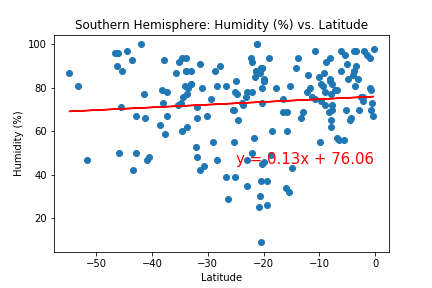 Southern Hemisphere: Humidity (%) vs. Latitude
100
80
60
40
20
Humidity (%)
y = 0.13x + 76.06
−50
−40
−30
−20
−10
0
Latitude